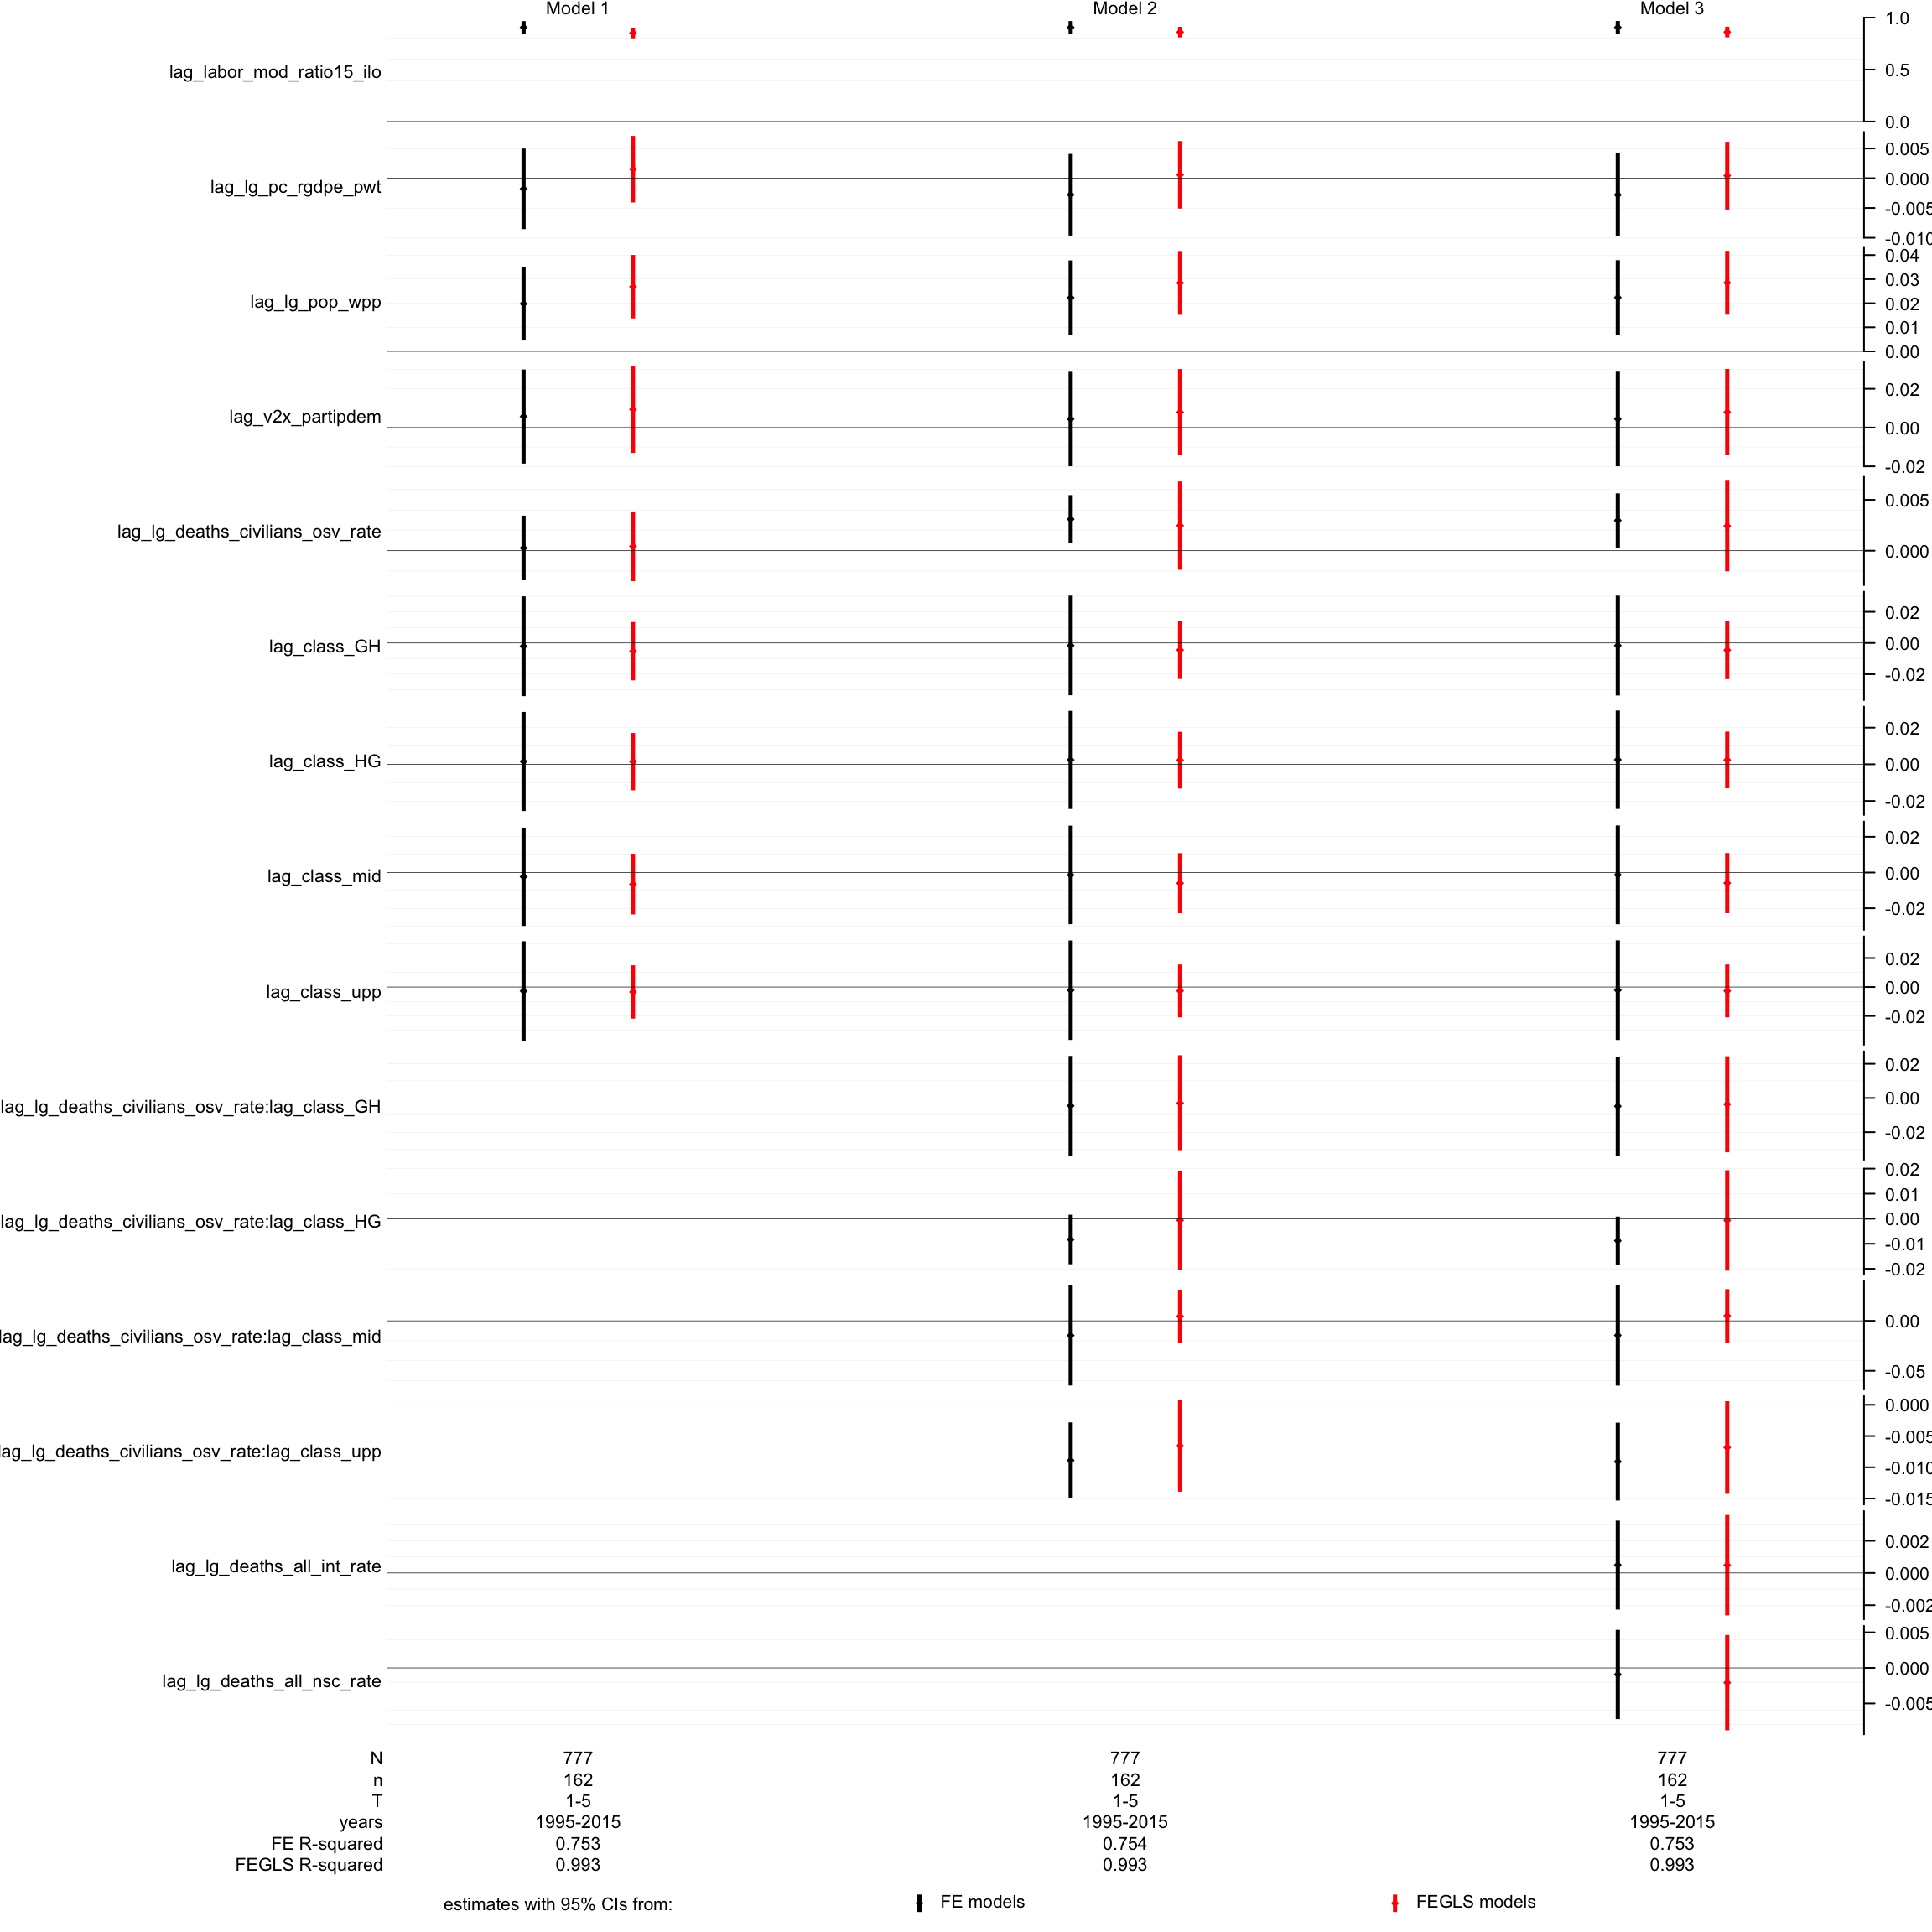 Model 1 Model 2 Model 3
lag_labor_mod_ratio15_ilo
1.0
0.5
0.0
lag_lg_pc_rgdpe_pwt
0.005
0.000
-0.005
-0.010
lag_lg_pop_wpp
0.04
0.03
0.02
0.01
0.00
lag_v2x_partipdem
0.02
0.00
-0.02
lag_lg_deaths_civilians_osv_rate
0.005
0.000
lag_class_GH
0.02
0.00
-0.02
lag_class_HG
0.02
0.00
-0.02
lag_class_mid
0.02
0.00
-0.02
lag_class_upp
0.02
0.00
-0.02
lag_lg_deaths_civilians_osv_rate:lag_class_GH
0.02
0.00
-0.02
lag_lg_deaths_civilians_osv_rate:lag_class_HG
0.02
0.01
0.00
-0.01
-0.02
lag_lg_deaths_civilians_osv_rate:lag_class_mid
0.00
-0.05
lag_lg_deaths_civilians_osv_rate:lag_class_upp
0.000
-0.005
-0.010
-0.015
lag_lg_deaths_all_int_rate
0.002
0.000
-0.002
lag_lg_deaths_all_nsc_rate
0.005
0.000
-0.005
N 777 777 777
n 162 162 162
T 1-5 1-5 1-5
years 1995-2015 1995-2015 1995-2015
FE R-squared 0.753 0.754 0.753
FEGLS R-squared 0.993 0.993 0.993
estimates with 95% CIs from: FE models FEGLS models